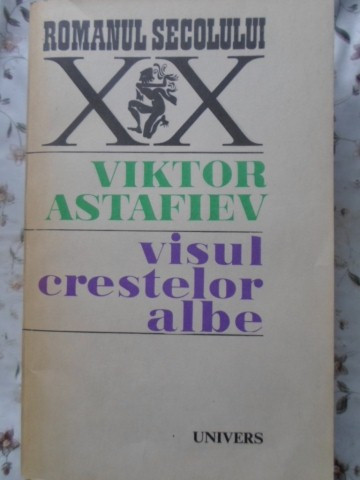 ROMANUL SECOLULUI
XX
VIKTOR
ASTAFIEV
visul
crestelor
albe
UNIVERS